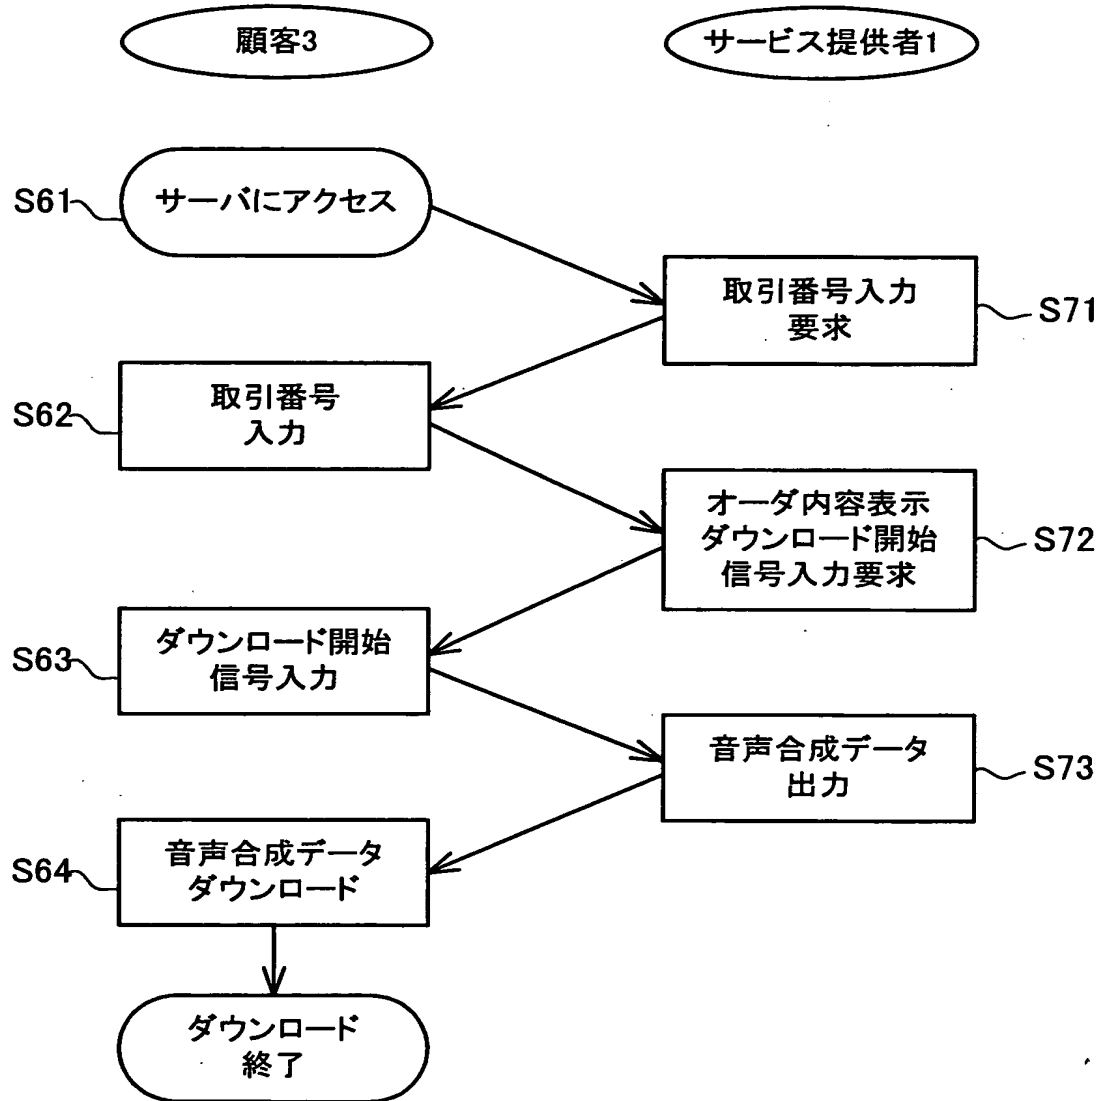 顧客3
サービス提供者1
S61
サーバにアクセス
取引番号入力
要求
S71
S62
取引番号
入力
オーダ内容表示
ダウンロード開始
信号入力要求
S72
S63
ダウンロード開始
信号入力
音声合成データ
出力
S73
S64
音声合成データ
ダウンロード
ダウンロード
終了